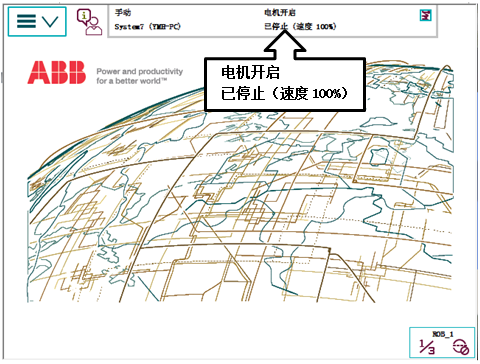 手动
System7 (YMH-PC)
电机开启
已停止 (速度 100%)
ABB
Power and productivity
for a better world™
电机开启
已停止（速度 100%）
ROB_1
1/3